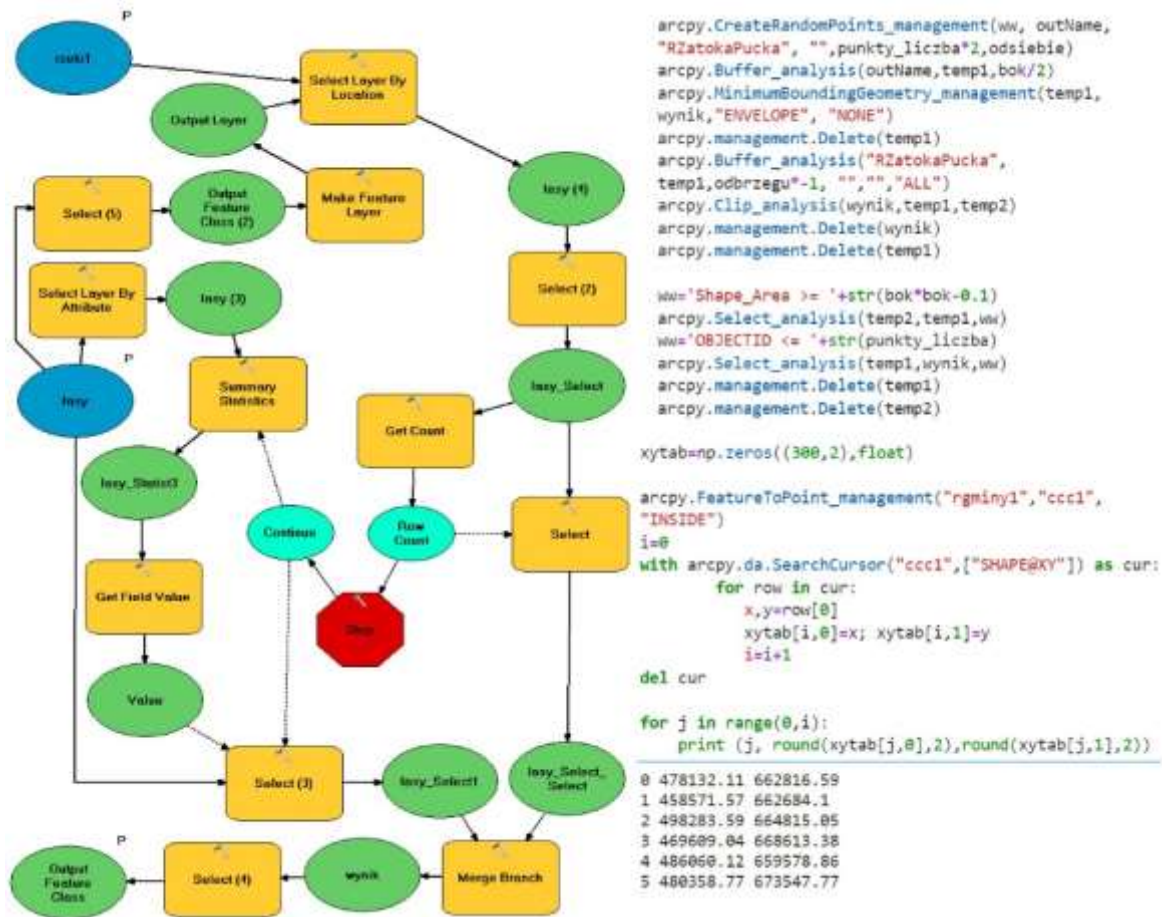 P
Select Layer By
Location
Output Layer
lasy (4)
Select (5)
Output
Feature
Class (2)
Make Feature
Layer
Select Layer By
Attribute
lasy (3)
Select (2)
P
lasy
Summary
Statistics
lasy_Select
Get Count
lasy_Statist3
Continue
Row
Count
Select
Get Field Value
Stop
Value
Select (3)
lasy_Select1
lasy_Select_
Select
P
Output
Feature
Class
Select (4)
wynik
Merge Branch
arcpy.CreateRandomPoints_management(ww, outName,
"RZatokaPucka", "",punkty_liczba*2,odsiebie)
arcpy.Buffer_analysis(outName,temp1,bok/2)
arcpy.MinimumBoundingGeometry_management(temp1,
wynik,"ENVELOPE", "NONE")
arcpy.management.Delete(temp1)
arcpy.Buffer_analysis("RZatokaPucka",
temp1,odbrzegu*-1, "","","ALL")
arcpy.Clip_analysis(wynik,temp1,temp2)
arcpy.management.Delete(wynik)
arcpy.management.Delete(temp1)
ww='Shape_Area >= '+str(bok*bok-0.1)
arcpy.Select_analysis(temp2,temp1,ww)
ww='OBJECTID <= '+str(punkty_liczba)
arcpy.Select_analysis(temp1,wynik,ww)
arcpy.management.Delete(temp1)
arcpy.management.Delete(temp2)
xytab=np.zeros((300,2),float)
arcpy.FeatureToPoint_management("rgminy1","ccc1",
"INSIDE")
i=0
with arcpy.da.SearchCursor("ccc1",["SHAPE@XY"]) as cur:
for row in cur:
x,y=row[0]
xytab[i,0]=x; xytab[i,1]=y
i=i+1
del cur
for j in range(0,i):
print (j, round(xytab[j,0],2),round(xytab[j,1],2))
0 478132.11 662816.59
1 458571.57 662684.1
2 498283.59 664815.05
3 469609.04 668613.38
4 486060.12 659578.86
5 480358.77 673547.77